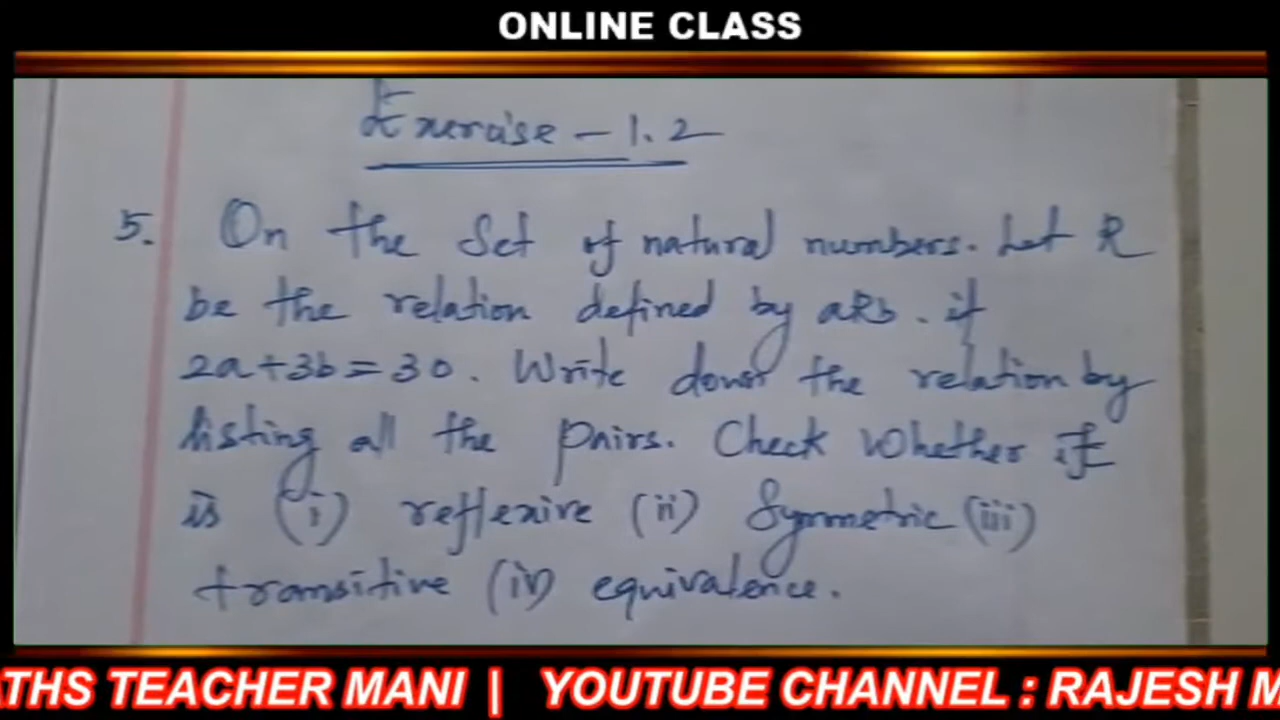 ONLINE CLASS
Exercise - 1.2
5. On the Set of natural numbers. Let R
be the relation defined by aRb. if
2a+3b=30. Write down the relation by
listing all the pairs. Check whether it
is (i) reflexive (ii) Symmetric (iii)
transitive (iv) equivalence.
ATHS TEACHER MANI | YOUTUBE CHANNEL : RAJESH M